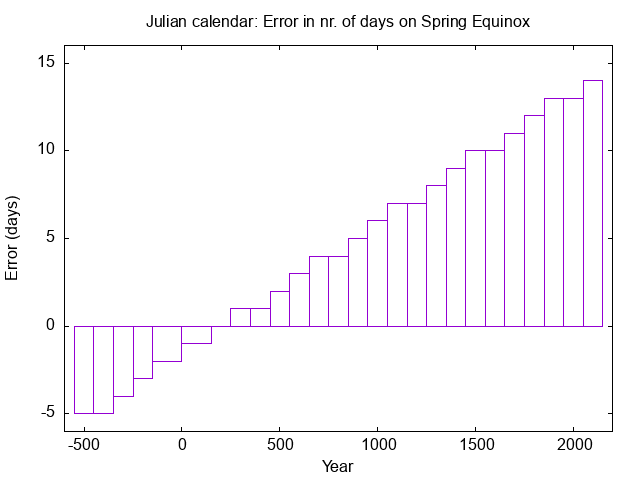 Julian calendar: Error in nr. of days on Spring Equinox
15
10
5
0
-5
Error (days)
-500 0 500 1000 1500 2000
Year